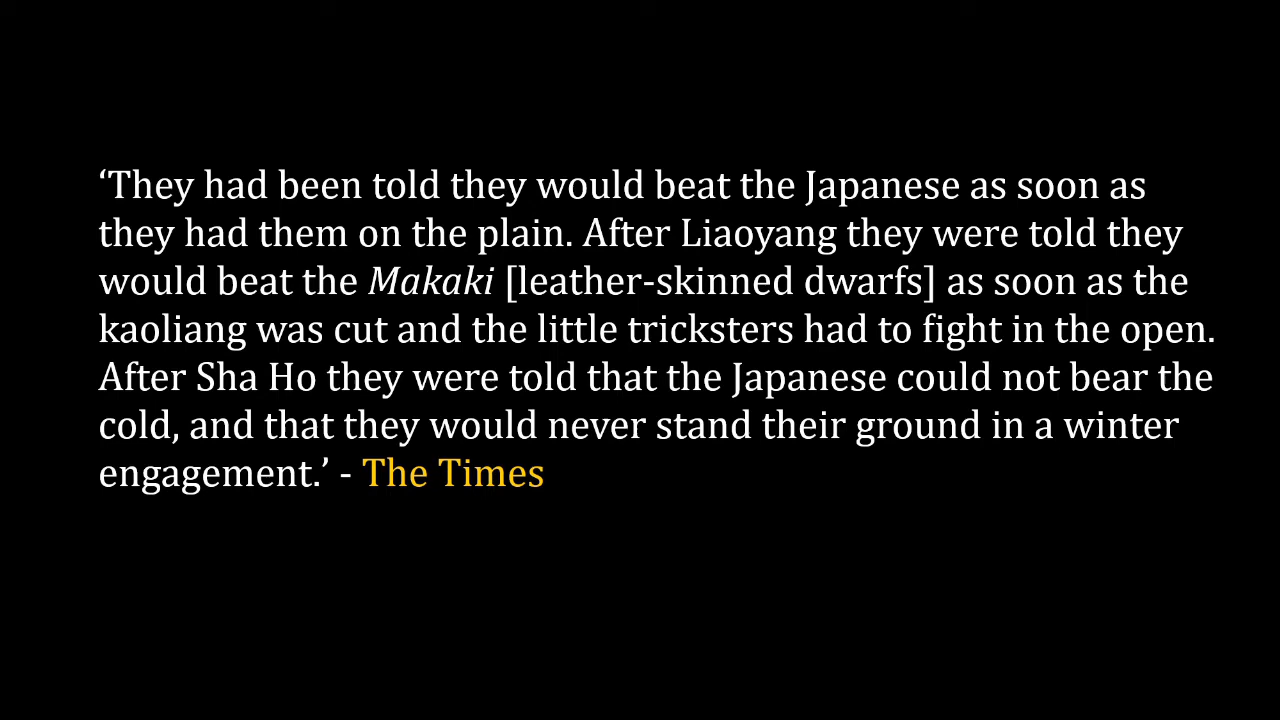 ‘They had been told they would beat the Japanese as soon as
they had them on the plain. After Liaoyang they were told they
would beat the Makaki [leather-skinned dwarfs] as soon as the
kaoliang was cut and the little tricksters had to fight in the open.
After Sha Ho they were told that the Japanese could not bear the
cold, and that they would never stand their ground in a winter
engagement.’ - The Times